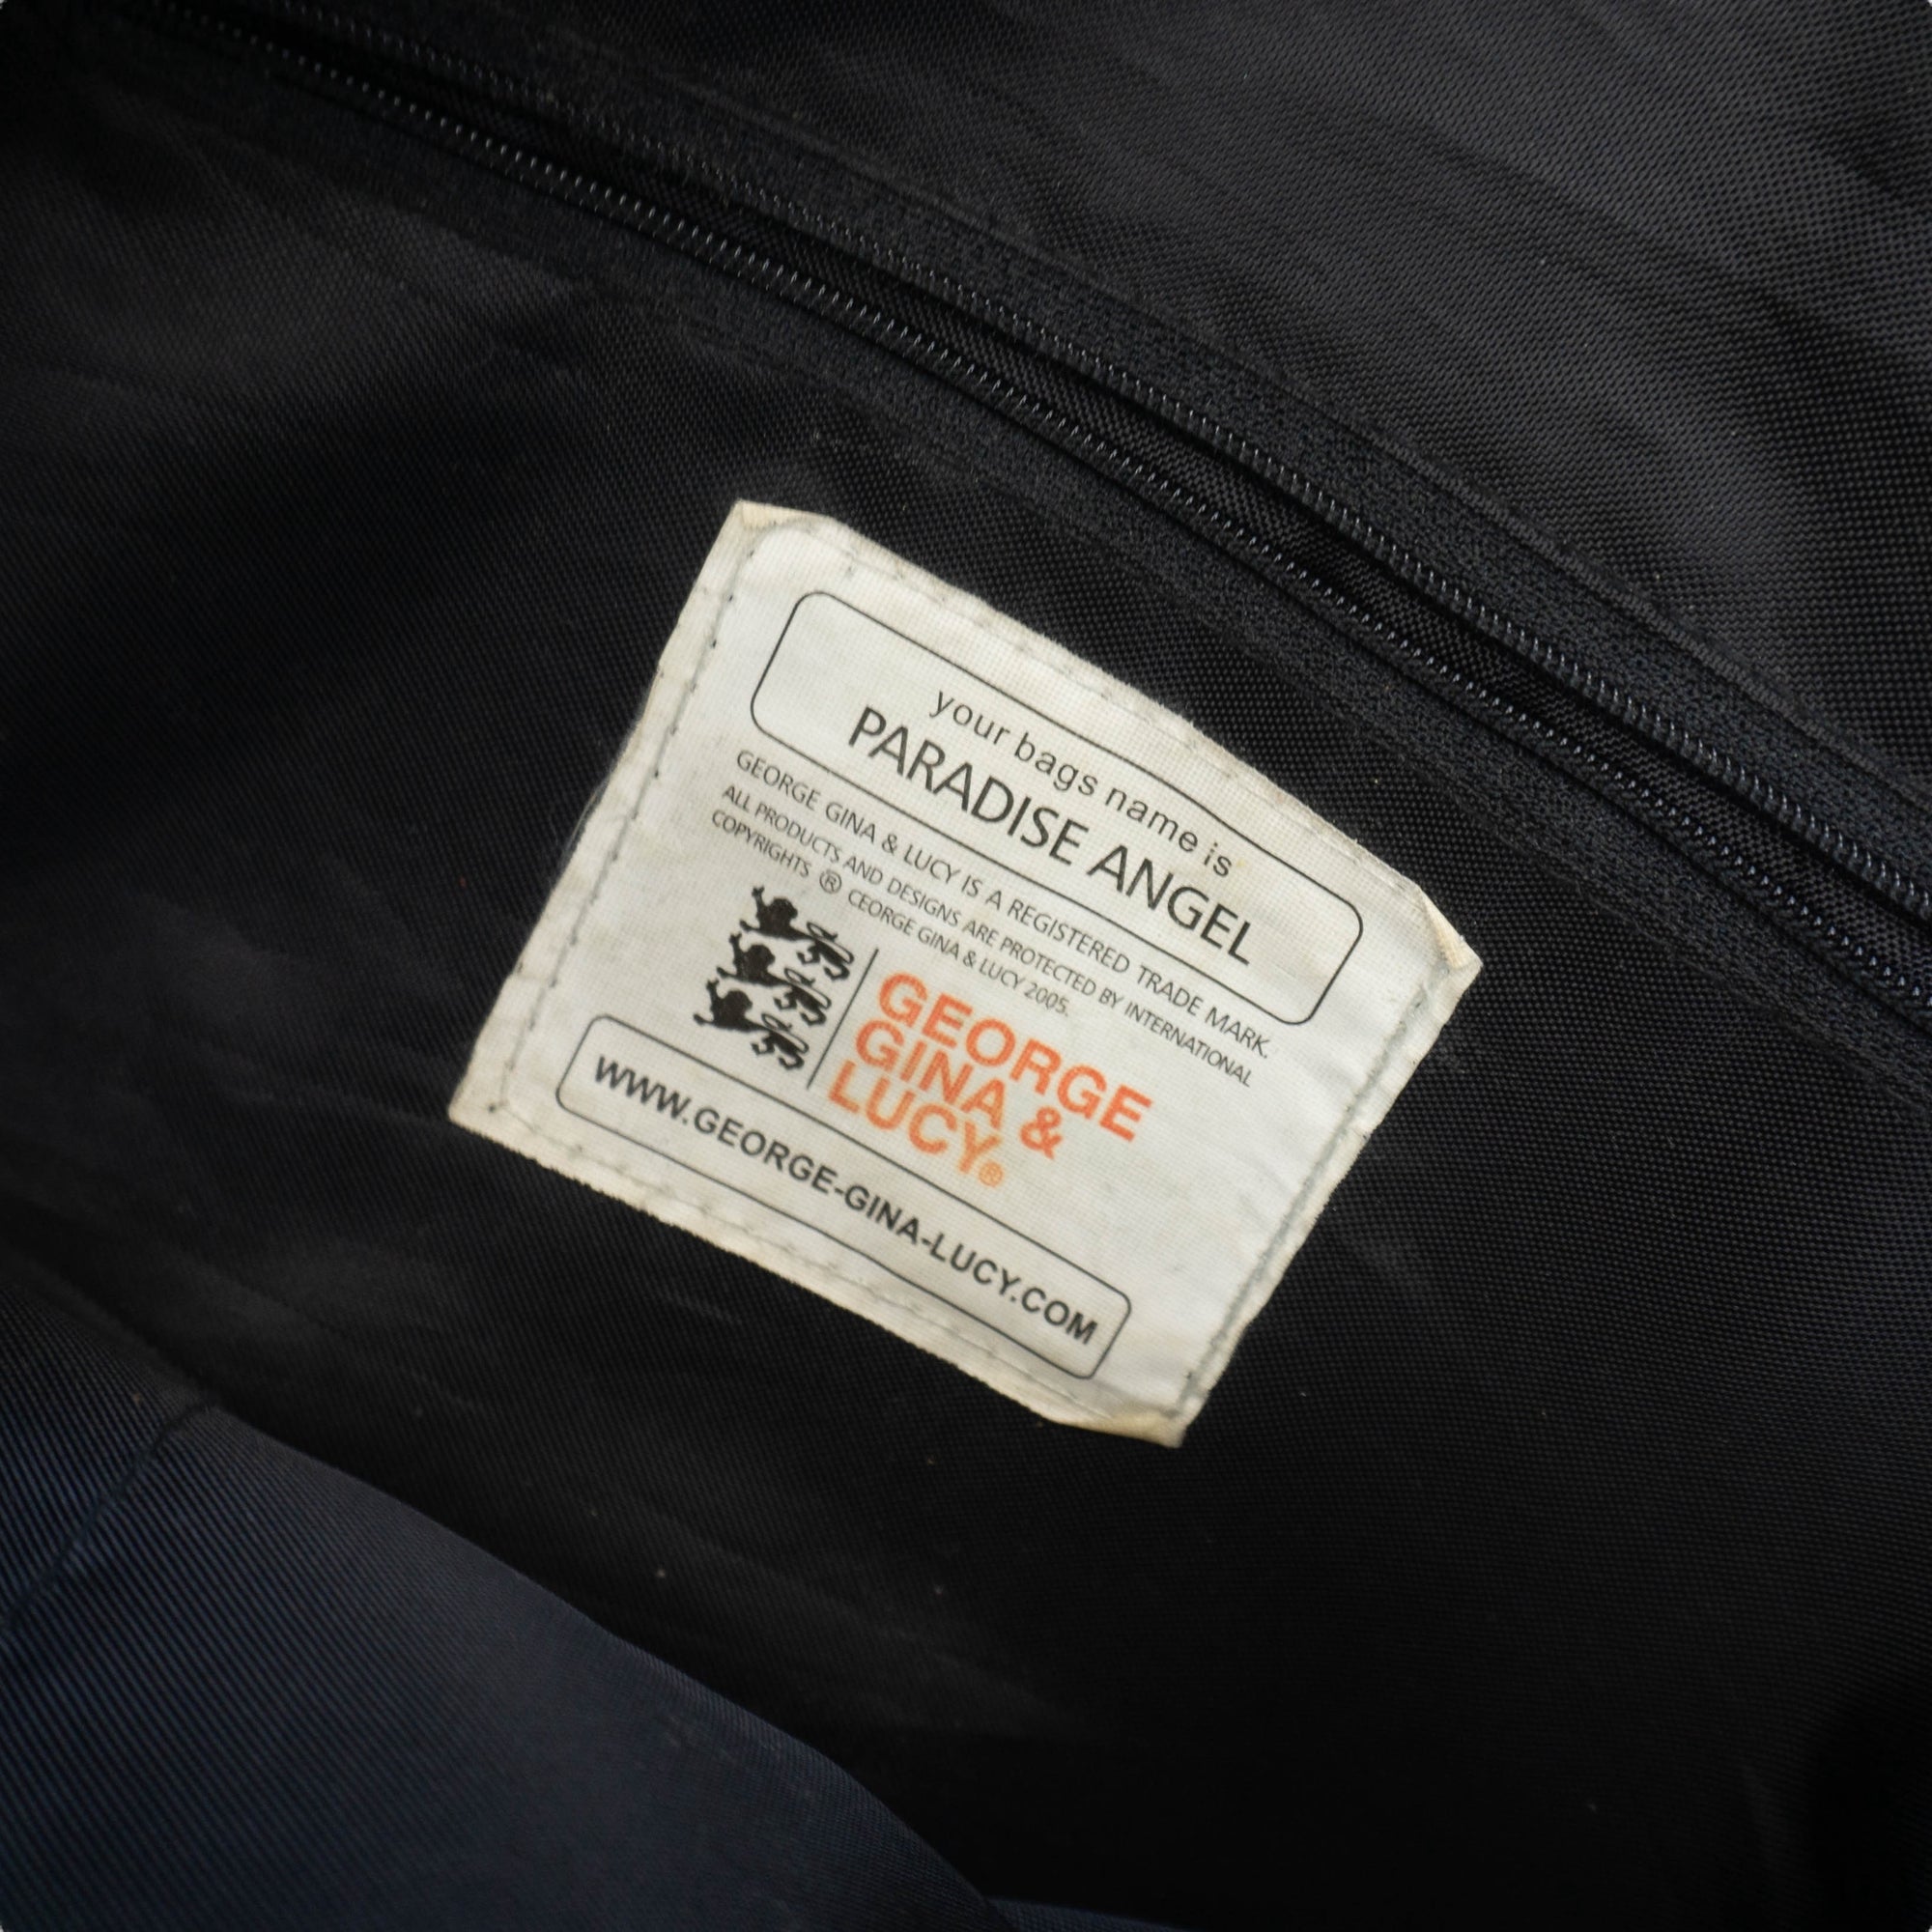 your bags name is
PARADISE ANGEL
GEORGE GINA & LUCY IS A REGISTERED TRADE MARK.
ALL PRODUCTS AND DESIGNS ARE PROTECTED BY INTERNATIONAL
COPYRIGHTS ® CEORGE GINA & LUCY 2005.
GEORGE
GINA &
LUCY®
WWW.GEORGE-GINA-LUCY.COM